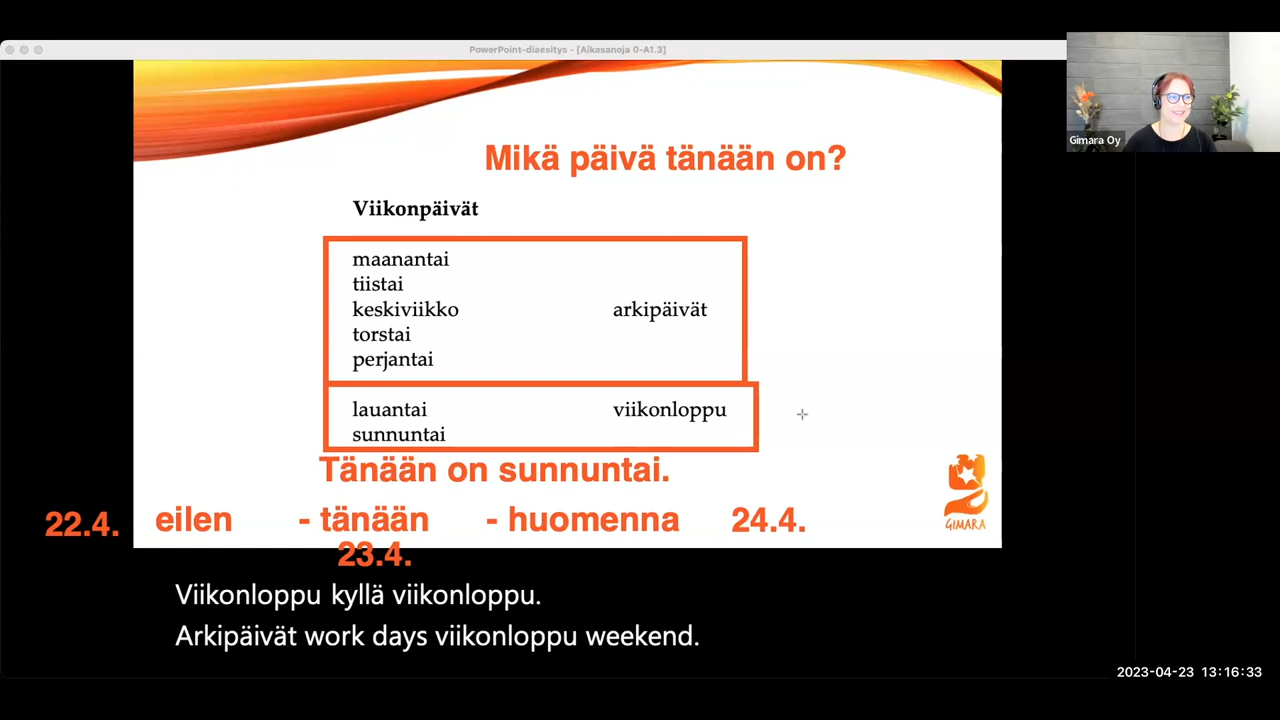 PowerPoint-diaesitys - [Aikasanoja 0-A1.3]
Gimara Oy
Mikä päivä tänään on?
Viikonpäivät
maanantai
tiistai
keskiviikko arkipäivät
torstai
perjantai
lauantai viikonloppu
sunnuntai
Tänään on sunnuntai.
22.4. eilen - tänään - huomenna 24.4.
23.4.
GIMARA
Viikonloppu kyllä viikonloppu.
Arkipäivät work days viikonloppu weekend.
2023-04-23 13:16:33